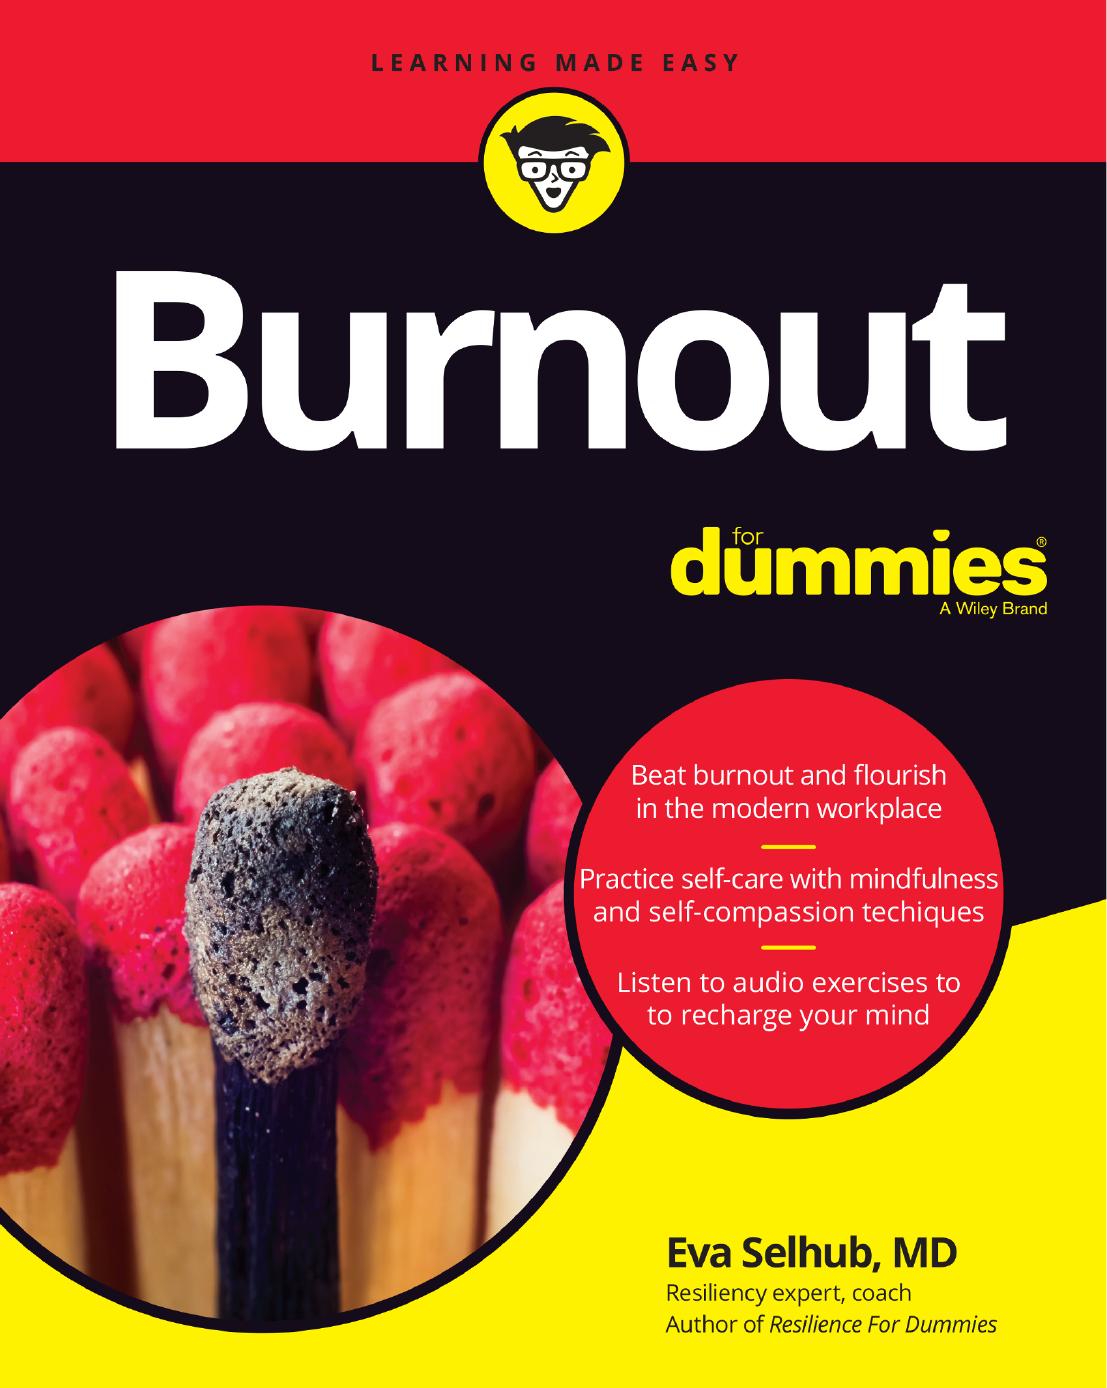 LEARNING MADE EASY
Burnout
for
dummies®
A Wiley Brand
Beat burnout and flourish
in the modern workplace
Practice self-care with mindfulness
and self-compassion techiques
Listen to audio exercises to
to recharge your mind
Eva Selhub, MD
Resiliency expert, coach
Author of Resilience For Dummies